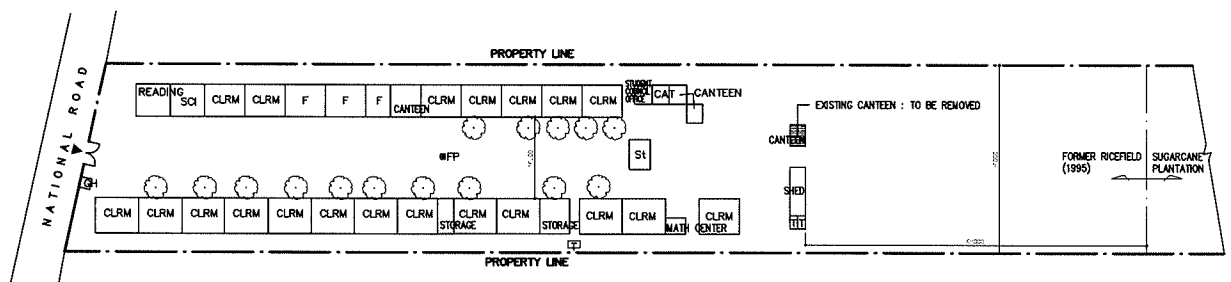 NATIONAL ROAD
PROPERTY LINE
READING
SCI
CLRM
CLRM
F
F
F
CANTEEN
CLRM
CLRM
CLRM
CLRM
CLRM
STUDENT
COUNCIL
OFFICE
CAT
CANTEEN
EXISTING CANTEEN : TO BE REMOVED
CANTEEN
FP
St
GH
SHED
T T
FORMER RICEFIELD
(1995)
SUGARCANE
PLANTATION
CLRM
CLRM
CLRM
CLRM
CLRM
CLRM
CLRM
CLRM
STORAGE
CLRM
CLRM
STORAGE
CLRM
CLRM
MATH CENTER
CLRM
T
PROPERTY LINE